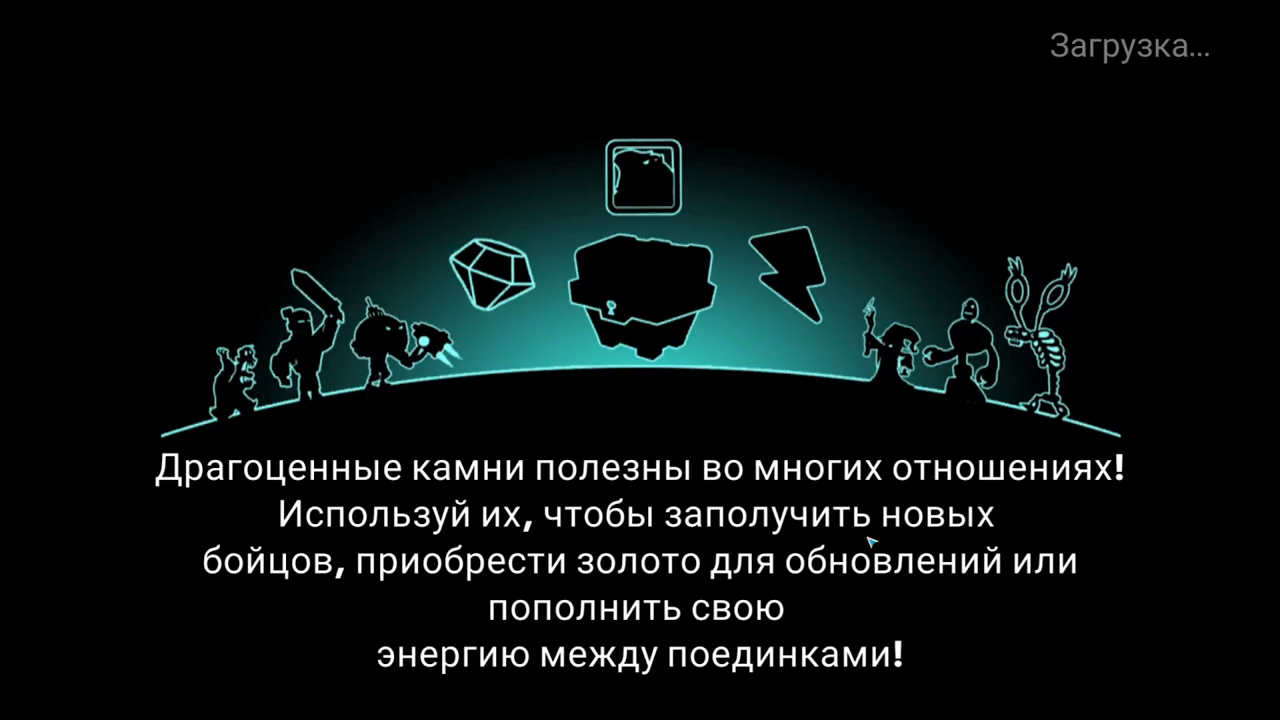 Загрузка...
Драгоценные камни полезны во многих отношениях!
Используй их, чтобы заполучить новых
бойцов, приобрести золото для обновлений или
пополнить свою
энергию между поединками!